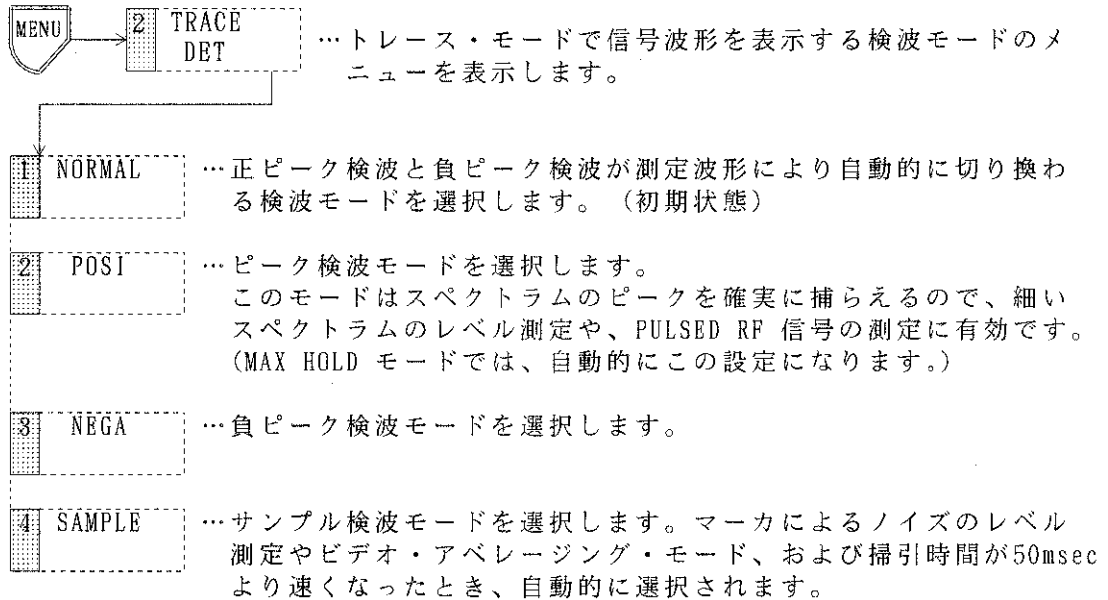 MENU
2 TRACE
DET
…トレース・モードで信号波形を表示する検波モードのメ
ニューを表示します。
1 NORMAL …正ピーク検波と負ピーク検波が測定波形により自動的に切り換わ
る検波モードを選択します。（初期状態）
2 POSI …ピーク検波モードを選択します。
このモードはスペクトラムのピークを確実に捕らえるので、細い
スペクトラムのレベル測定や、PULSED RF 信号の測定に有効です。
(MAX HOLD モードでは、自動的にこの設定になります。)
3 NEGA …負ピーク検波モードを選択します。
4 SAMPLE …サンプル検波モードを選択します。マーカによるノイズのレベル
測定やビデオ・アベレージング・モード、および掃引時間が50msec
より速くなったとき、自動的に選択されます。